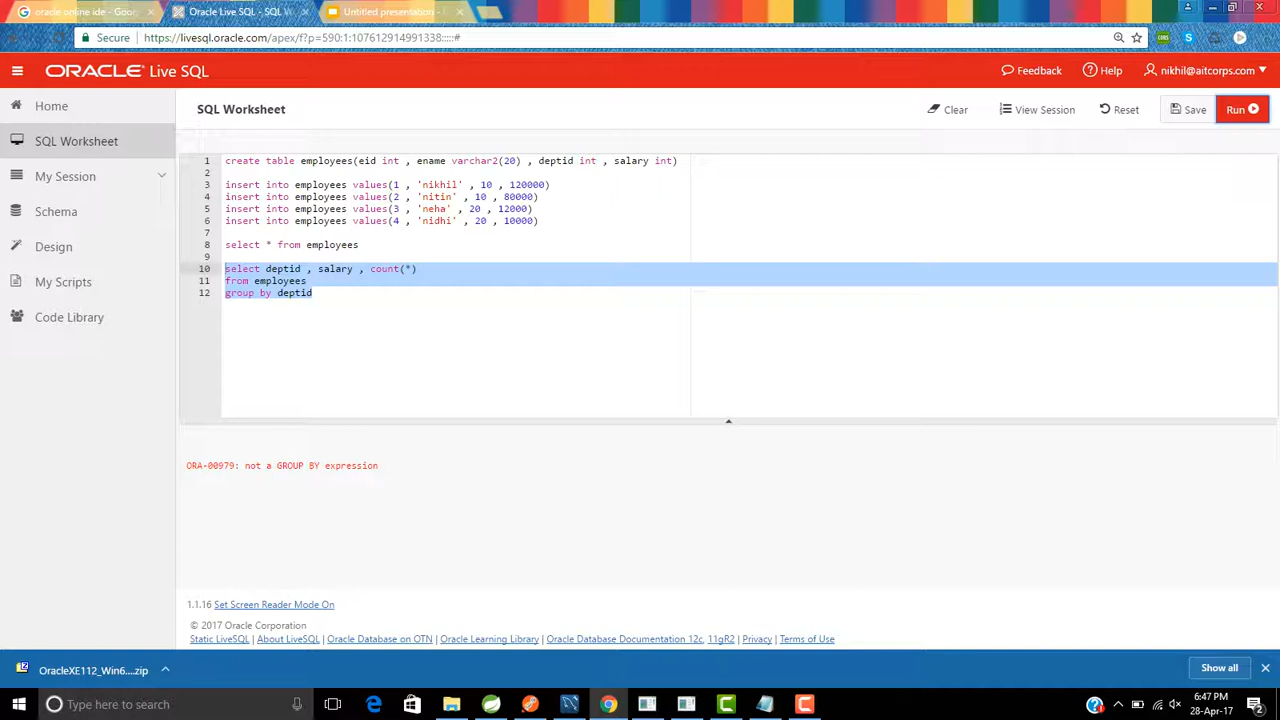 oracle online ide - Goo
Oracle Live SQL - SQL W
Untitled presentation
Secure
https://livesql.oracle.com/apex/f?p=590:1:107612914991338:::::#
ORACLE Live SQL
Feedback
Help
nikhil@aitcorps.com
Home
SQL Worksheet
My Session
Schema
Design
My Scripts
Code Library
SQL Worksheet
Clear
View Session
Reset
Save
Run
1 create table employees(eid int , ename varchar2(20) , deptid int , salary int)
2
3 insert into employees values(1 , 'nikhil' , 10 , 120000)
4 insert into employees values(2 , 'nitin' , 10 , 80000)
5 insert into employees values(3 , 'neha' , 20 , 12000)
6 insert into employees values(4 , 'nidhi' , 20 , 10000)
7
8 select * from employees
9
10 select deptid , salary , count(*)
11 from employees
12 group by deptid
ORA-00979: not a GROUP BY expression
1.1.16 Set Screen Reader Mode On
© 2017 Oracle Corporation
Static LiveSQL | About LiveSQL | Oracle Database on OTN | Oracle Learning Library | Oracle Database Documentation 12c, 11gR2 | Privacy | Terms of Use
OracleXE112_Win6....zip
Show all
Type here to search
6:47 PM
28-Apr-17